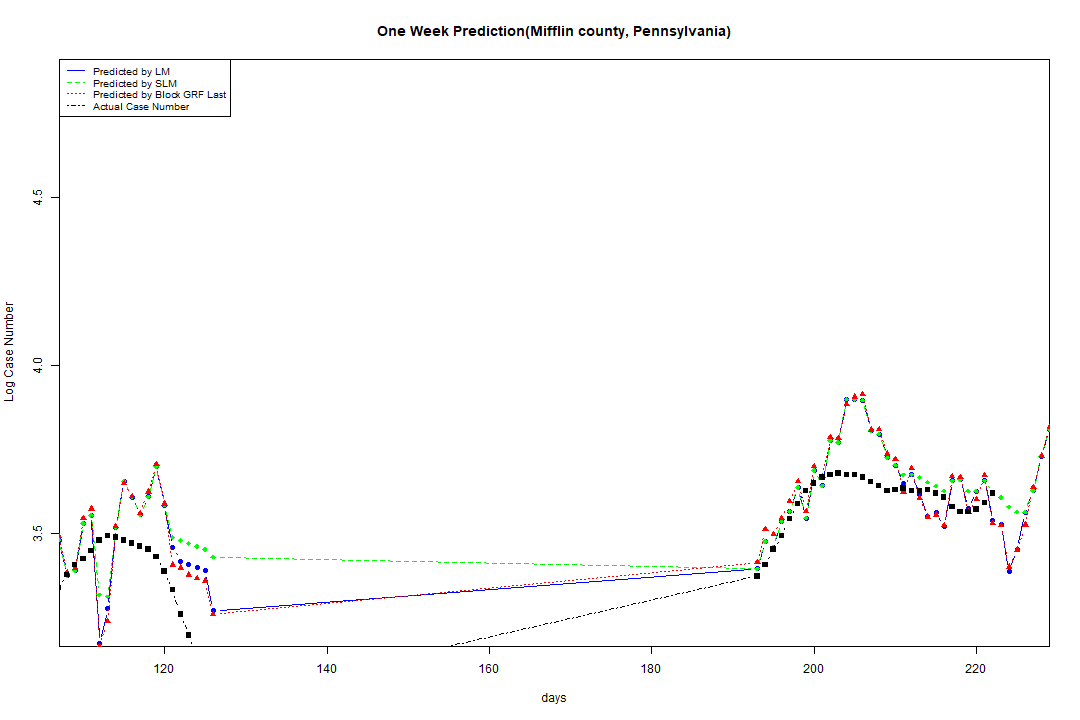 One Week Prediction(Mifflin county, Pennsylvania)
Predicted by LM
Predicted by SLM
Predicted by Block GRF Last
Actual Case Number
4.5
4.0
3.5
Log Case Number
120 140 160 180 200 220
days